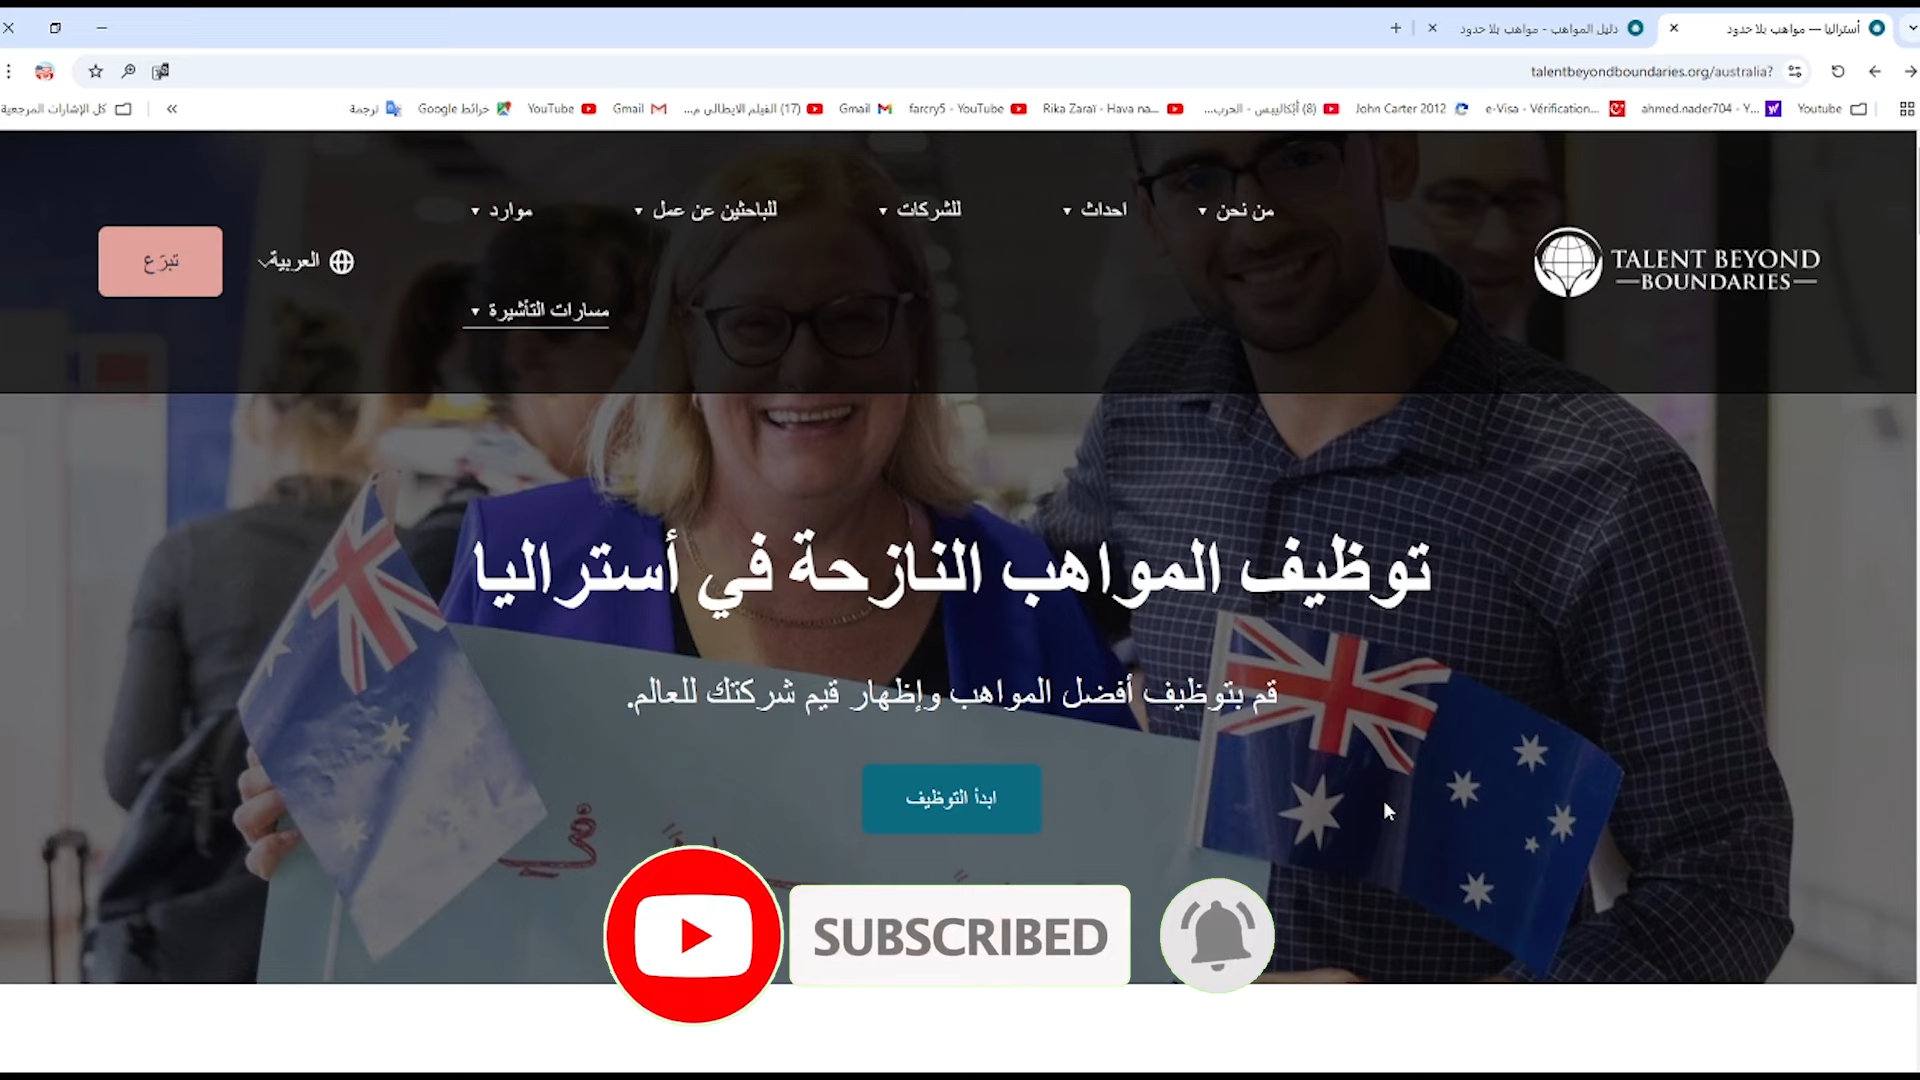 أستراليا — مواهب بلا حدود
دليل المواهب - مواهب بلا حدود
talentbeyondboundaries.org/australia?
Youtube
ahmed.nader704 - Y...
e-Visa - Vérification...
John Carter 2012
(8) أبُكاليبس - الحرب...
Rika Zaraï - Hava na...
farcry5 - YouTube
Gmail
(17) الفيلم الايطالي م...
Gmail
YouTube
خرائط Google
ترجمة
كل الإشارات المرجعية
TALENT BEYOND
BOUNDARIES
من نحن
احداث
للشركات
للباحثين عن عمل
موارد
مسارات التأشيرة
العربية
تبرّع
توظيف المواهب النازحة في أستراليا
قم بتوظيف أفضل المواهب وإظهار قيم شركتك للعالم.
ابدأ التوظيف
SUBSCRIBED